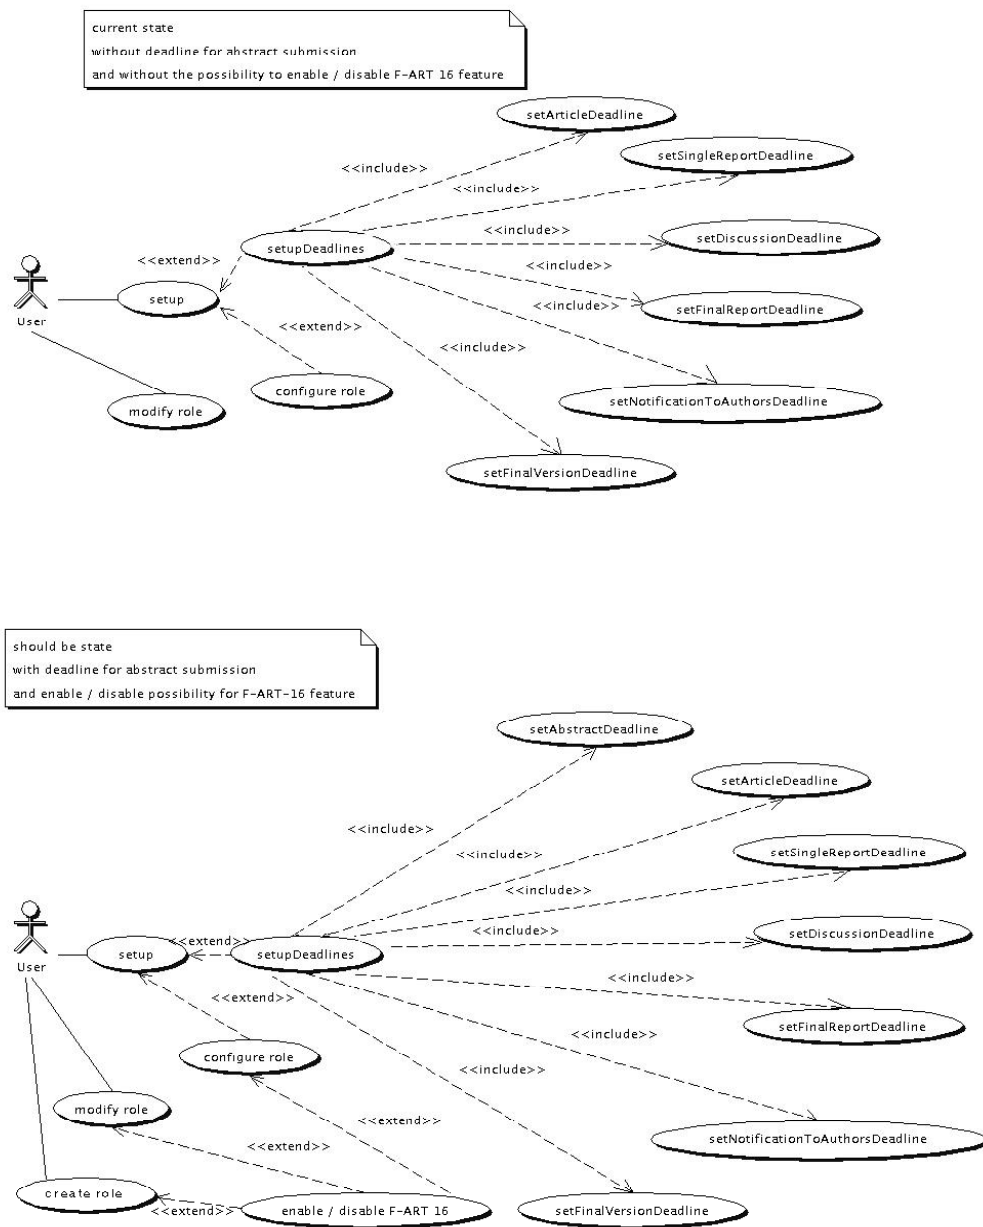 current state
without deadline for abstract submission
and without the possibility to enable / disable F-ART 16 feature
setArticleDeadline
setSingleReportDeadline
<<include>>
<<include>>
<<include>>
setDiscussionDeadline
setupDeadlines
<<extend>>
<<include>>
setup
<<include>>
setFinalReportDeadline
User
<<extend>>
<<include>>
configure role
setNotificationToAuthorsDeadline
modify role
setFinalVersionDeadline
should be state
with deadline for abstract submission
and enable / disable possibility for F-ART-16 feature
setAbstractDeadline
setArticleDeadline
<<include>>
<<include>>
setSingleReportDeadline
<<include>>
<<include>>
setDiscussionDeadline
<<extend>>
setup
setupDeadlines
User
<<include>>
<<extend>>
setFinalReportDeadline
<<include>>
configure role
<<include>>
modify role
<<extend>>
setNotificationToAuthorsDeadline
<<extend>>
create role
<<extend>>
enable / disable F-ART 16
setFinalVersionDeadline